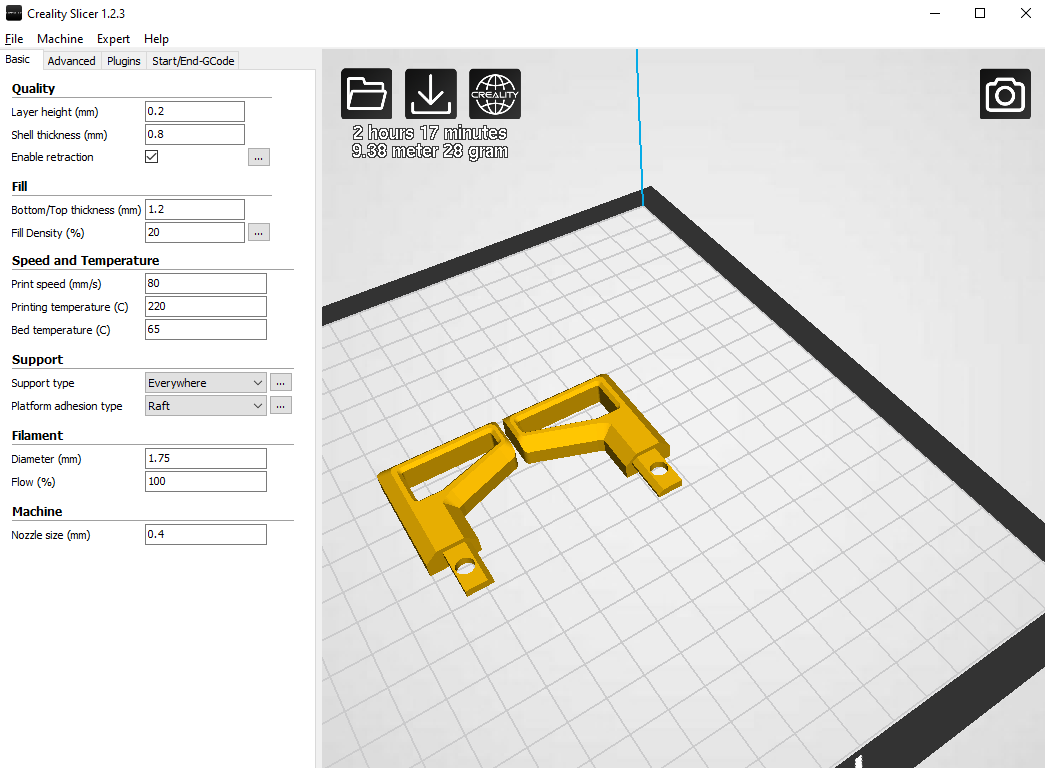 Creality Slicer 1.2.3
File Machine Expert Help
Basic Advanced Plugins Start/End-GCode
Quality
Layer height (mm) 0.2
Shell thickness (mm) 0.8
Enable retraction ...
Fill
Bottom/Top thickness (mm) 1.2
Fill Density (%) 20 ...
Speed and Temperature
Print speed (mm/s) 80
Printing temperature (C) 220
Bed temperature (C) 65
Support
Support type Everywhere ...
Platform adhesion type Raft ...
Filament
Diameter (mm) 1.75
Flow (%) 100
Machine
Nozzle size (mm) 0.4
CREALITY
2 hours 17 minutes
9.38 meter 28 gram